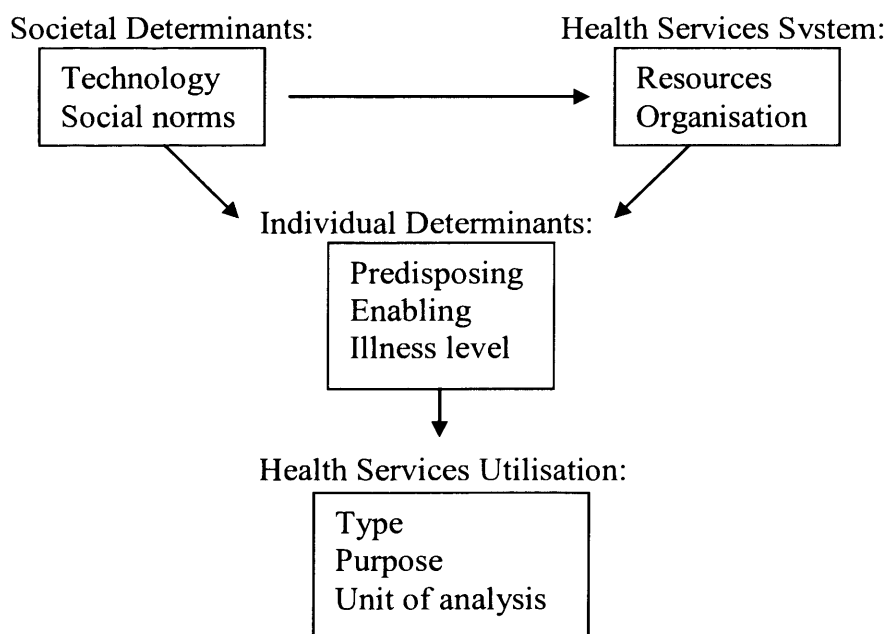 Societal Determinants:
Health Services Svstem:
Technology
Social norms
Resources
Organisation
Individual Determinants:
Predisposing
Enabling
Illness level
Health Services Utilisation:
Type
Purpose
Unit of analysis